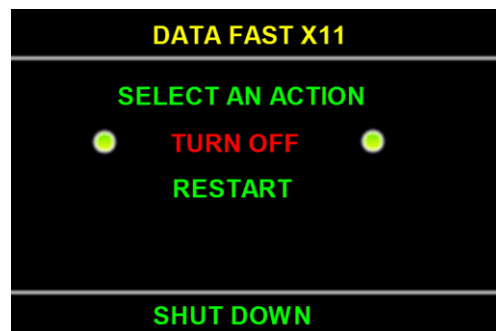 DATA FAST X11
SELECT AN ACTION
TURN OFF
RESTART
SHUT DOWN